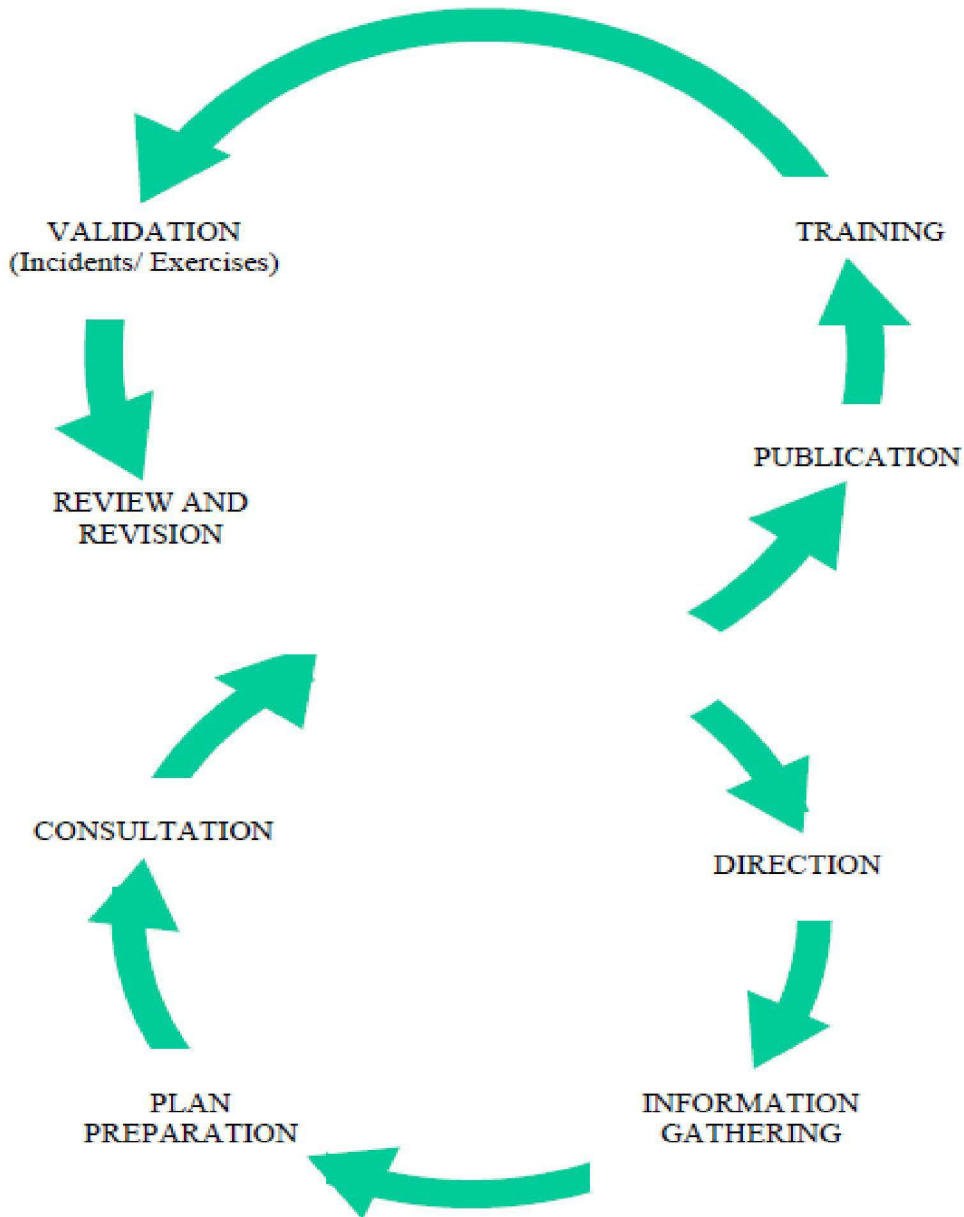 VALIDATION
(Incidents/ Exercises)
TRAINING
PUBLICATION
REVIEW AND
REVISION
CONSULTATION
DIRECTION
PLAN
PREPARATION
INFORMATION
GATHERING